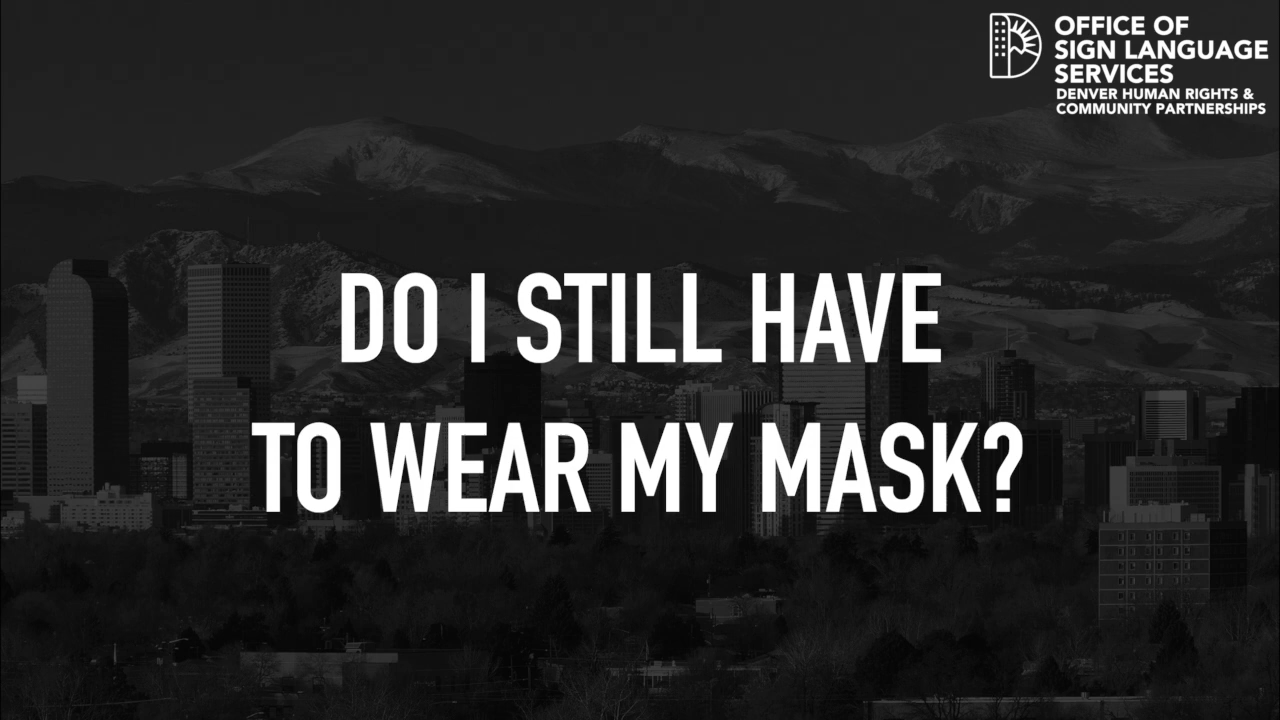 OFFICE OF
SIGN LANGUAGE
SERVICES
DENVER HUMAN RIGHTS &
COMMUNITY PARTNERSHIPS
DO I STILL HAVE
TO WEAR MY MASK?